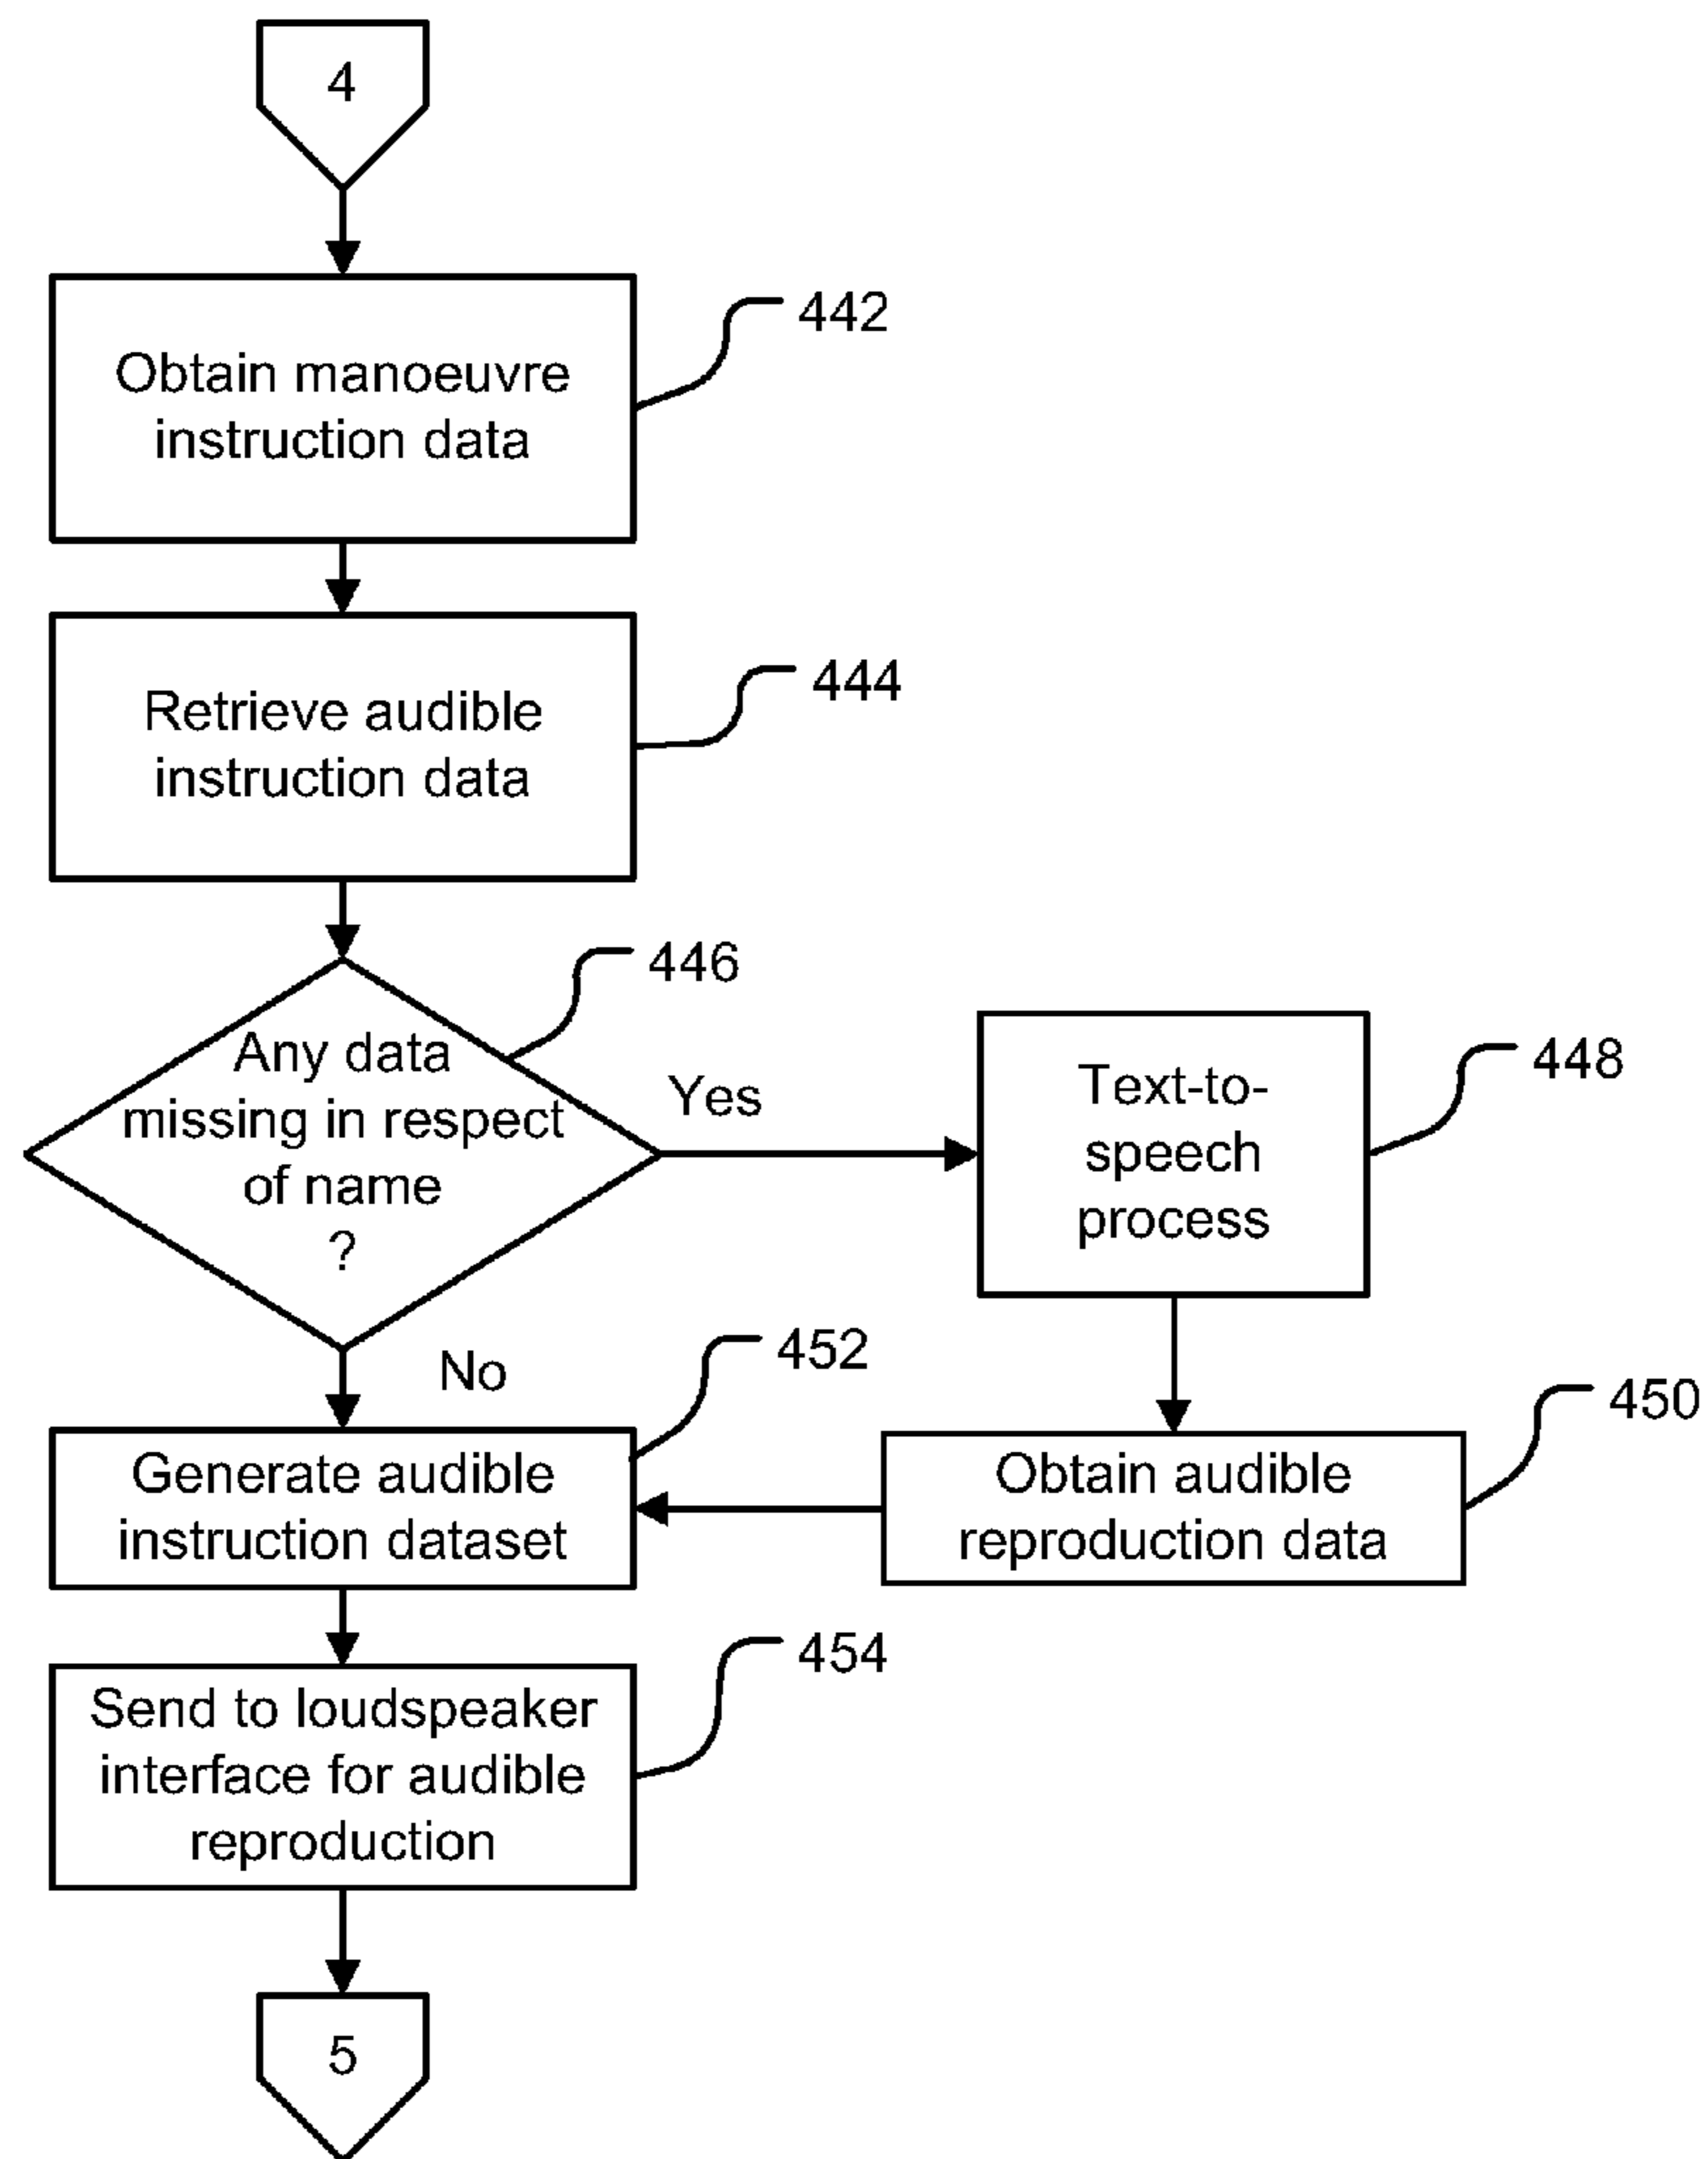 4
442
Obtain manoeuvre
instruction data
444
Retrieve audible
instruction data
446
Any data
missing in respect
of name
?
Yes
448
Text-to-
speech
process
No
452
Generate audible
instruction dataset
450
Obtain audible
reproduction data
454
Send to loudspeaker
interface for audible
reproduction
5